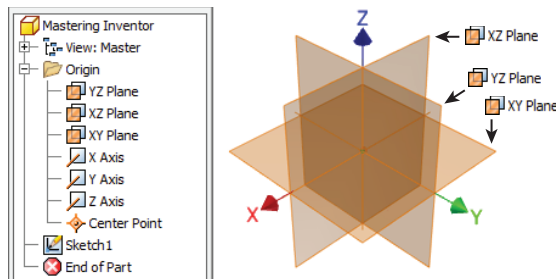 Mastering Inventor
View: Master
Origin
YZ Plane
XZ Plane
XY Plane
X Axis
Y Axis
Z Axis
Center Point
Sketch1
End of Part
Z
XZ Plane
YZ Plane
XY Plane
X
Y